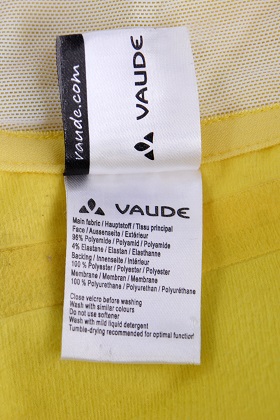 vaude.com
VAUDE
VAUDE
Main fabric / Hauptstoff / Tissu principal
Face / Aussenseite / Extérieur
96% Polyamide / Polyamid / Polyamide
4% Elastane / Elastan / Elasthanne
Backing / Innenseite / Intérieur
100 % Polyester / Polyester / Polyester
Membrane / Membran / Membrane
100 % Polyurethane / Polyurethan / Polyuréthane
Close velcro before washing
Wash with similar colours
Do not use softener
Wash with mild liquid detergent
Tumble-drying recommended for optimal function